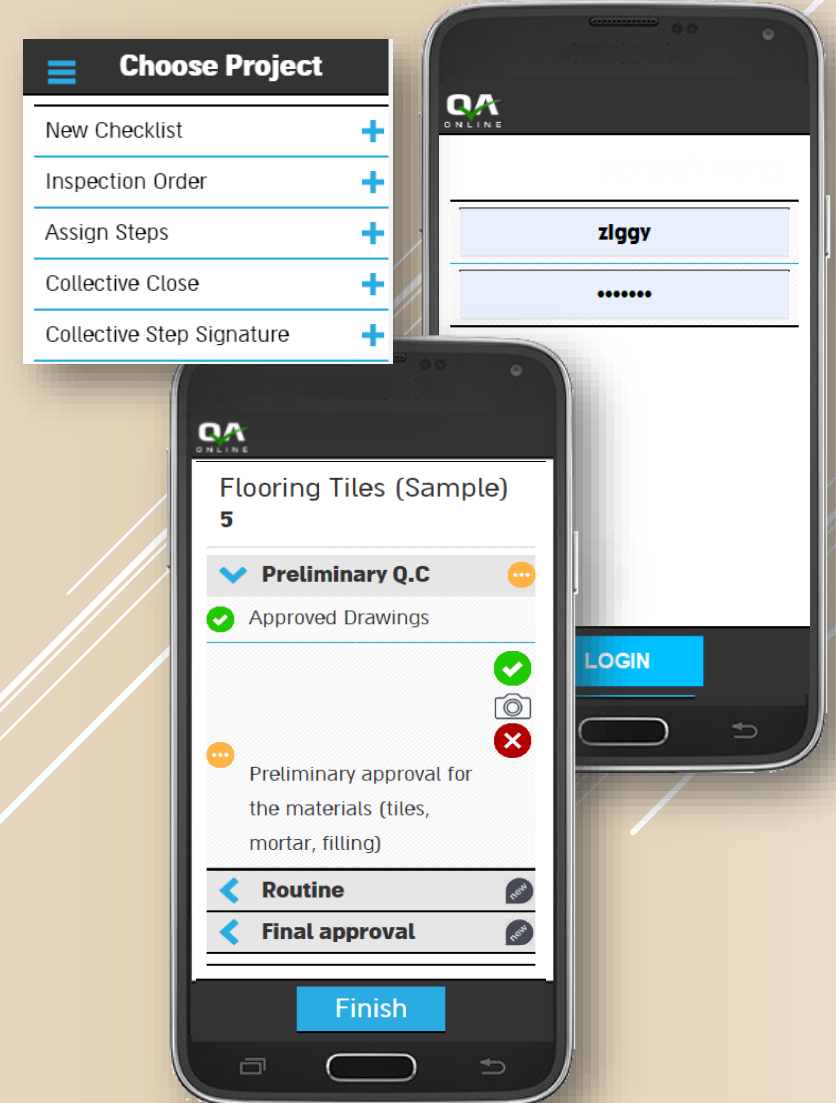 Choose Project
New Checklist
Inspection Order
Assign Steps
Collective Close
Collective Step Signature
QA
ONLINE
zlggy
•••••••
LOGIN
QA
ONLINE
Flooring Tiles (Sample)
5
Preliminary Q.C
Approved Drawings
Preliminary approval for
the materials (tiles,
mortar, filling)
Routine
new
Final approval
new
Finish